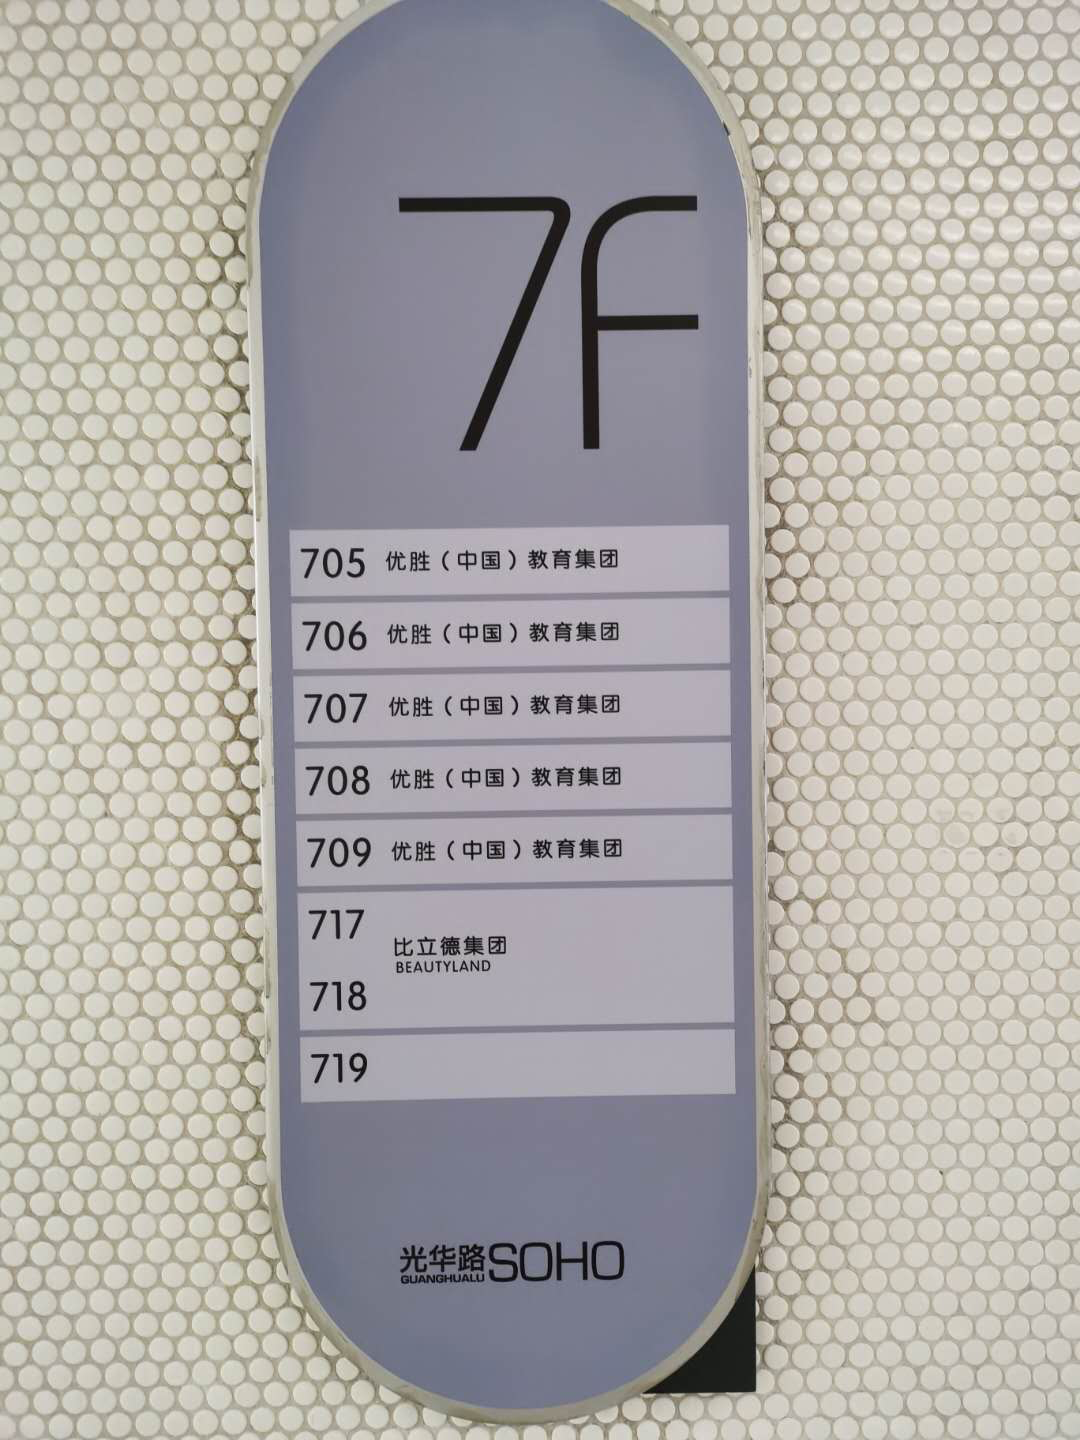 7F
705 优胜（中国）教育集团
706 优胜（中国）教育集团
707 优胜（中国）教育集团
708 优胜（中国）教育集团
709 优胜（中国）教育集团
717
比立德集团
BEAUTYLAND
718
719
光华路SOHO
GUANGHUALU